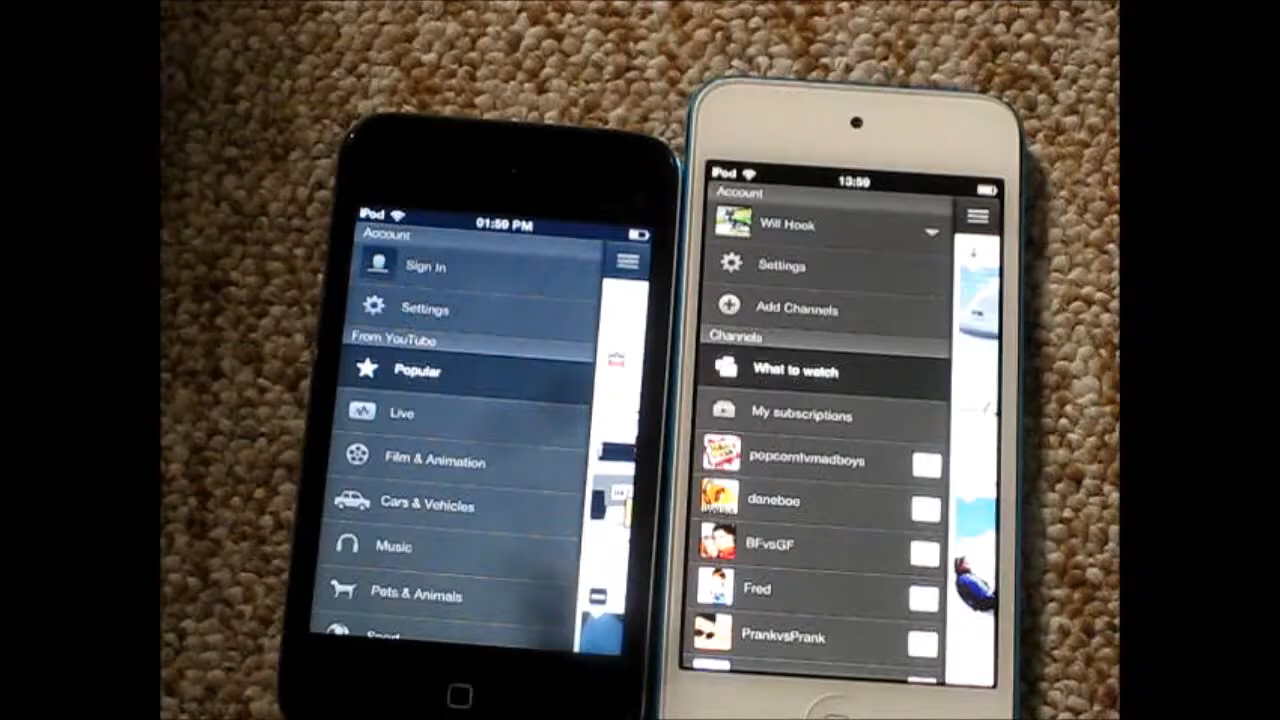 iPod
01:59 PM
Account
Sign In
Settings
From YouTube
Popular
Live
Film & Animation
Cars & Vehicles
Music
Pets & Animals
iPod
13:59
Account
Will Hook
Settings
Add Channels
Channels
What to watch
My subscriptions
popcorntvmadboys
daneboe
BFvsGF
Fred
PrankvsPrank